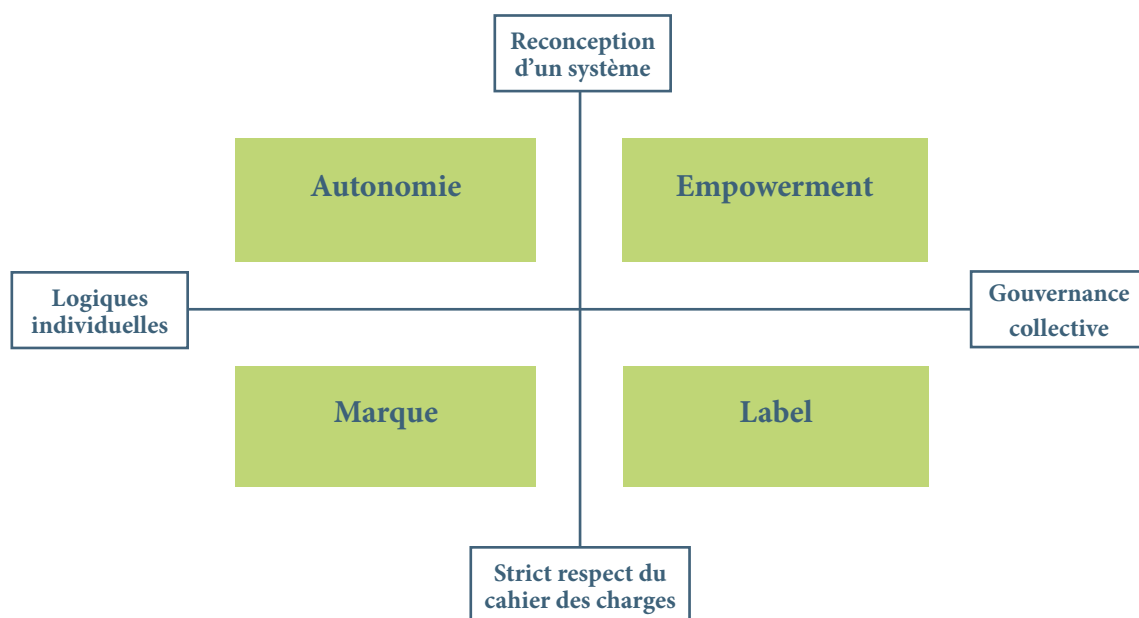 Reconception
d’un système
Autonomie
Empowerment
Logiques
individuelles
Gouvernance
collective
Marque
Label
Strict respect du
cahier des charges